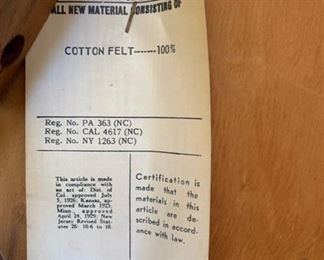 ALL NEW MATERIAL CONSISTING OF
COTTON FELT-------100%
Reg. No. PA 363 (NC)
Reg. No. CAL 4617 (NC)
Reg. No. NY 1263 (NC)
This article is made
in compliance with
an act of: Dist. of
Col. approved July
3, 1926; Kansas, ap-
proved March 1923;
Minn., approved
April 24, 1929; New
Jersey Revised Stat-
utes 26: 10-6 to 18.
Certification is
made that the
materials in this
article are de-
scribed in accord-
ance with law.